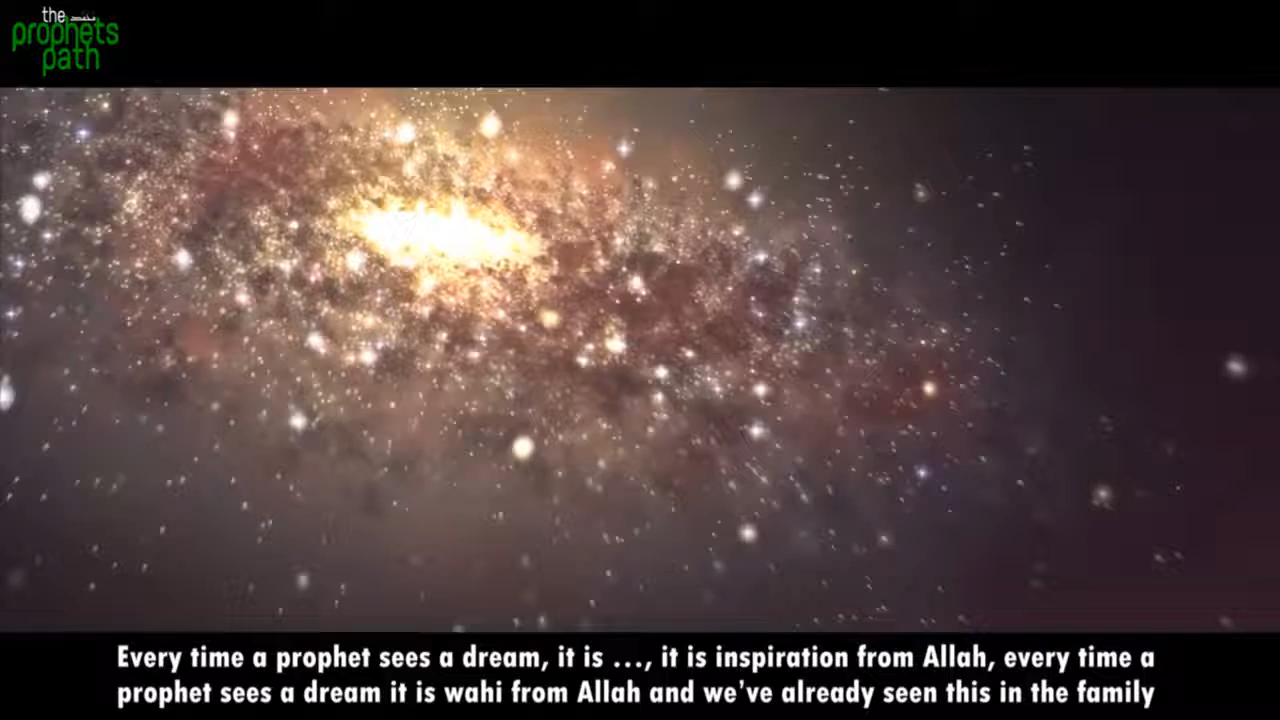 the محمد
prophets
path
Every time a prophet sees a dream, it is ..., it is inspiration from Allah, every time a
prophet sees a dream it is wahi from Allah and we've already seen this in the family